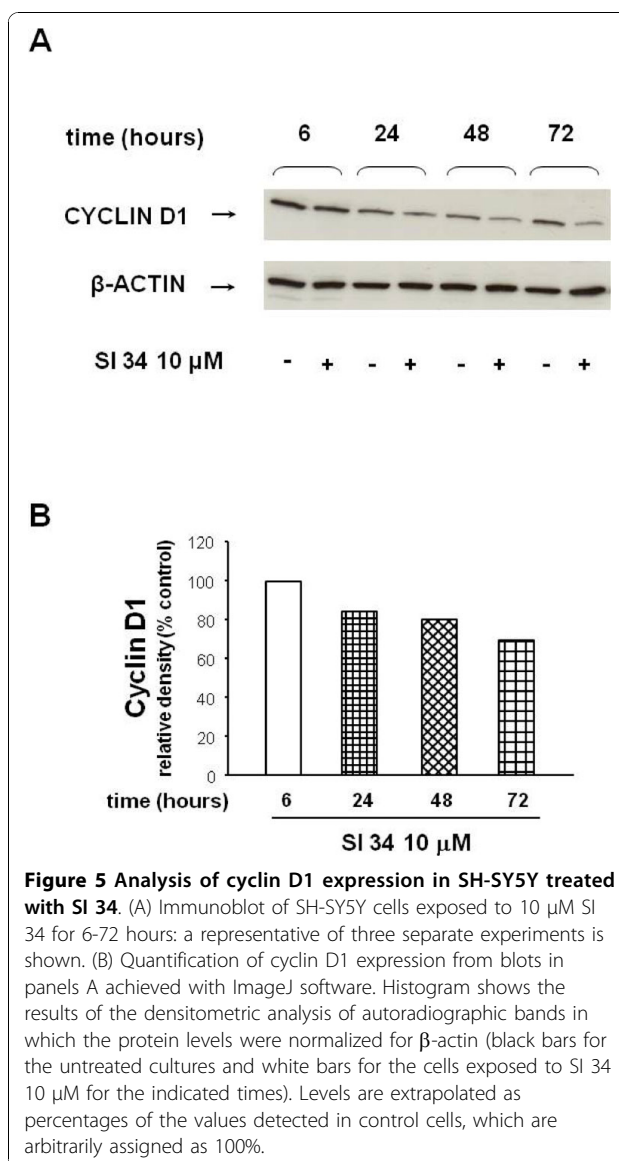 A
time (hours) 6 24 48 72
CYCLIN D1 →
β-ACTIN →
SI 34 10 µM - + - + - + - +
B
120
100
80
60
40
20
0
Cyclin D1
relative density (% control)
time (hours) 6 24 48 72
SI 34 10 µM
Figure 5 Analysis of cyclin D1 expression in SH-SY5Y treated
with SI 34. (A) Immunoblot of SH-SY5Y cells exposed to 10 µM SI
34 for 6-72 hours: a representative of three separate experiments is
shown. (B) Quantification of cyclin D1 expression from blots in
panels A achieved with ImageJ software. Histogram shows the
results of the densitometric analysis of autoradiographic bands in
which the protein levels were normalized for β-actin (black bars for
the untreated cultures and white bars for the cells exposed to SI 34
10 µM for the indicated times). Levels are extrapolated as
percentages of the values detected in control cells, which are
arbitrarily assigned as 100%.